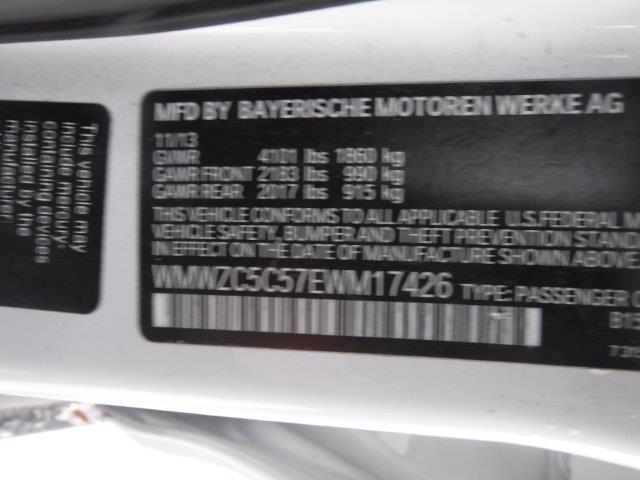 This vehicle may
include mercury-
containing devices
installed by the
manufacturer:
MFD BY BAYERISCHE MOTOREN WERKE AG
11/13
GVWR 4101 lbs 1860 kg
GAWR FRONT 2183 lbs 990 kg
GAWR REAR 2017 lbs 915 kg
THIS VEHICLE CONFORMS TO ALL APPLICABLE U.S. FEDERAL M
VEHICLE SAFETY, BUMPER AND THEFT PREVENTION STAND
IN EFFECT ON THE DATE OF MANUFACTURE SHOWN ABOVE
WMWZC5C57EWM17426 TYPE: PASSENGER